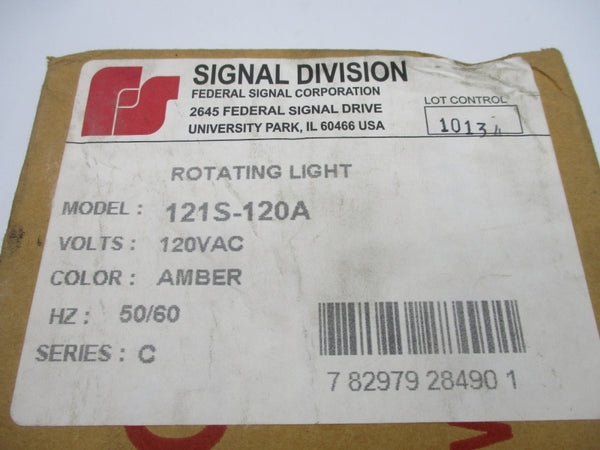 SIGNAL DIVISION
FEDERAL SIGNAL CORPORATION
2645 FEDERAL SIGNAL DRIVE
UNIVERSITY PARK, IL 60466 USA
LOT CONTROL
1013
ROTATING LIGHT
MODEL : 121S-120A
VOLTS : 120VAC
COLOR : AMBER
HZ : 50/60
SERIES : C
7 82979 28490 1